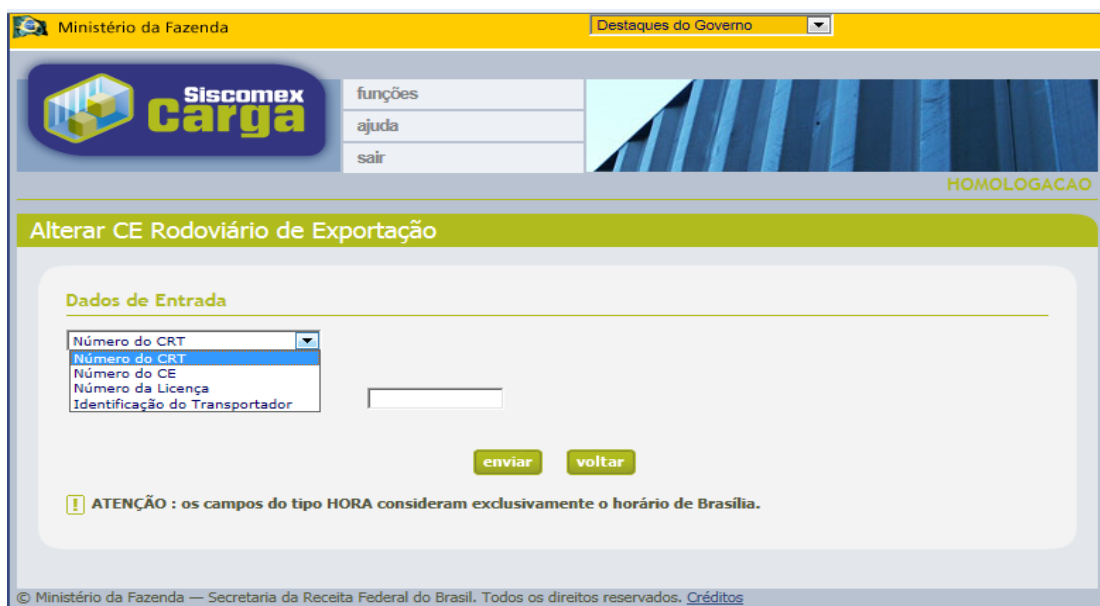 Ministério da Fazenda
Destaques do Governo
Siscomex
Carga
funções
ajuda
sair
HOMOLOGACAO
Alterar CE Rodoviário de Exportação
Dados de Entrada
Número do CRT
Número do CRT
Número do CE
Número da Licença
Identificação do Transportador
enviar voltar
! ATENÇÃO : os campos do tipo HORA consideram exclusivamente o horário de Brasília.
© Ministério da Fazenda — Secretaria da Receita Federal do Brasil. Todos os direitos reservados. Créditos